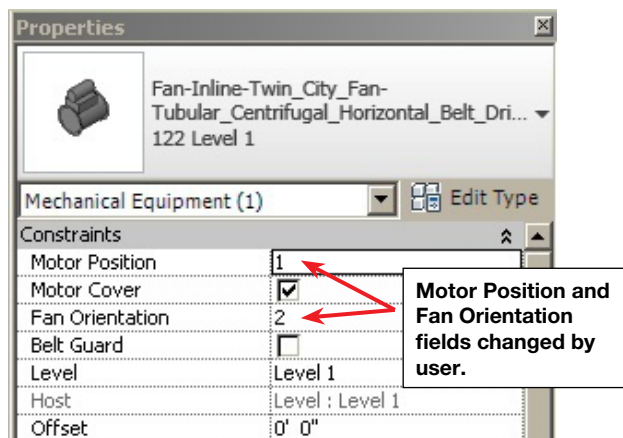 Properties
Fan-Inline-Twin_City_Fan-
Tubular_Centrifugal_Horizontal_Belt_Dri...
122 Level 1
Mechanical Equipment (1)
Edit Type
Constraints
Motor Position 1
Motor Cover
Fan Orientation 2
Belt Guard
Level Level 1
Host Level : Level 1
Offset 0' 0"
Motor Position and
Fan Orientation
fields changed by
user.